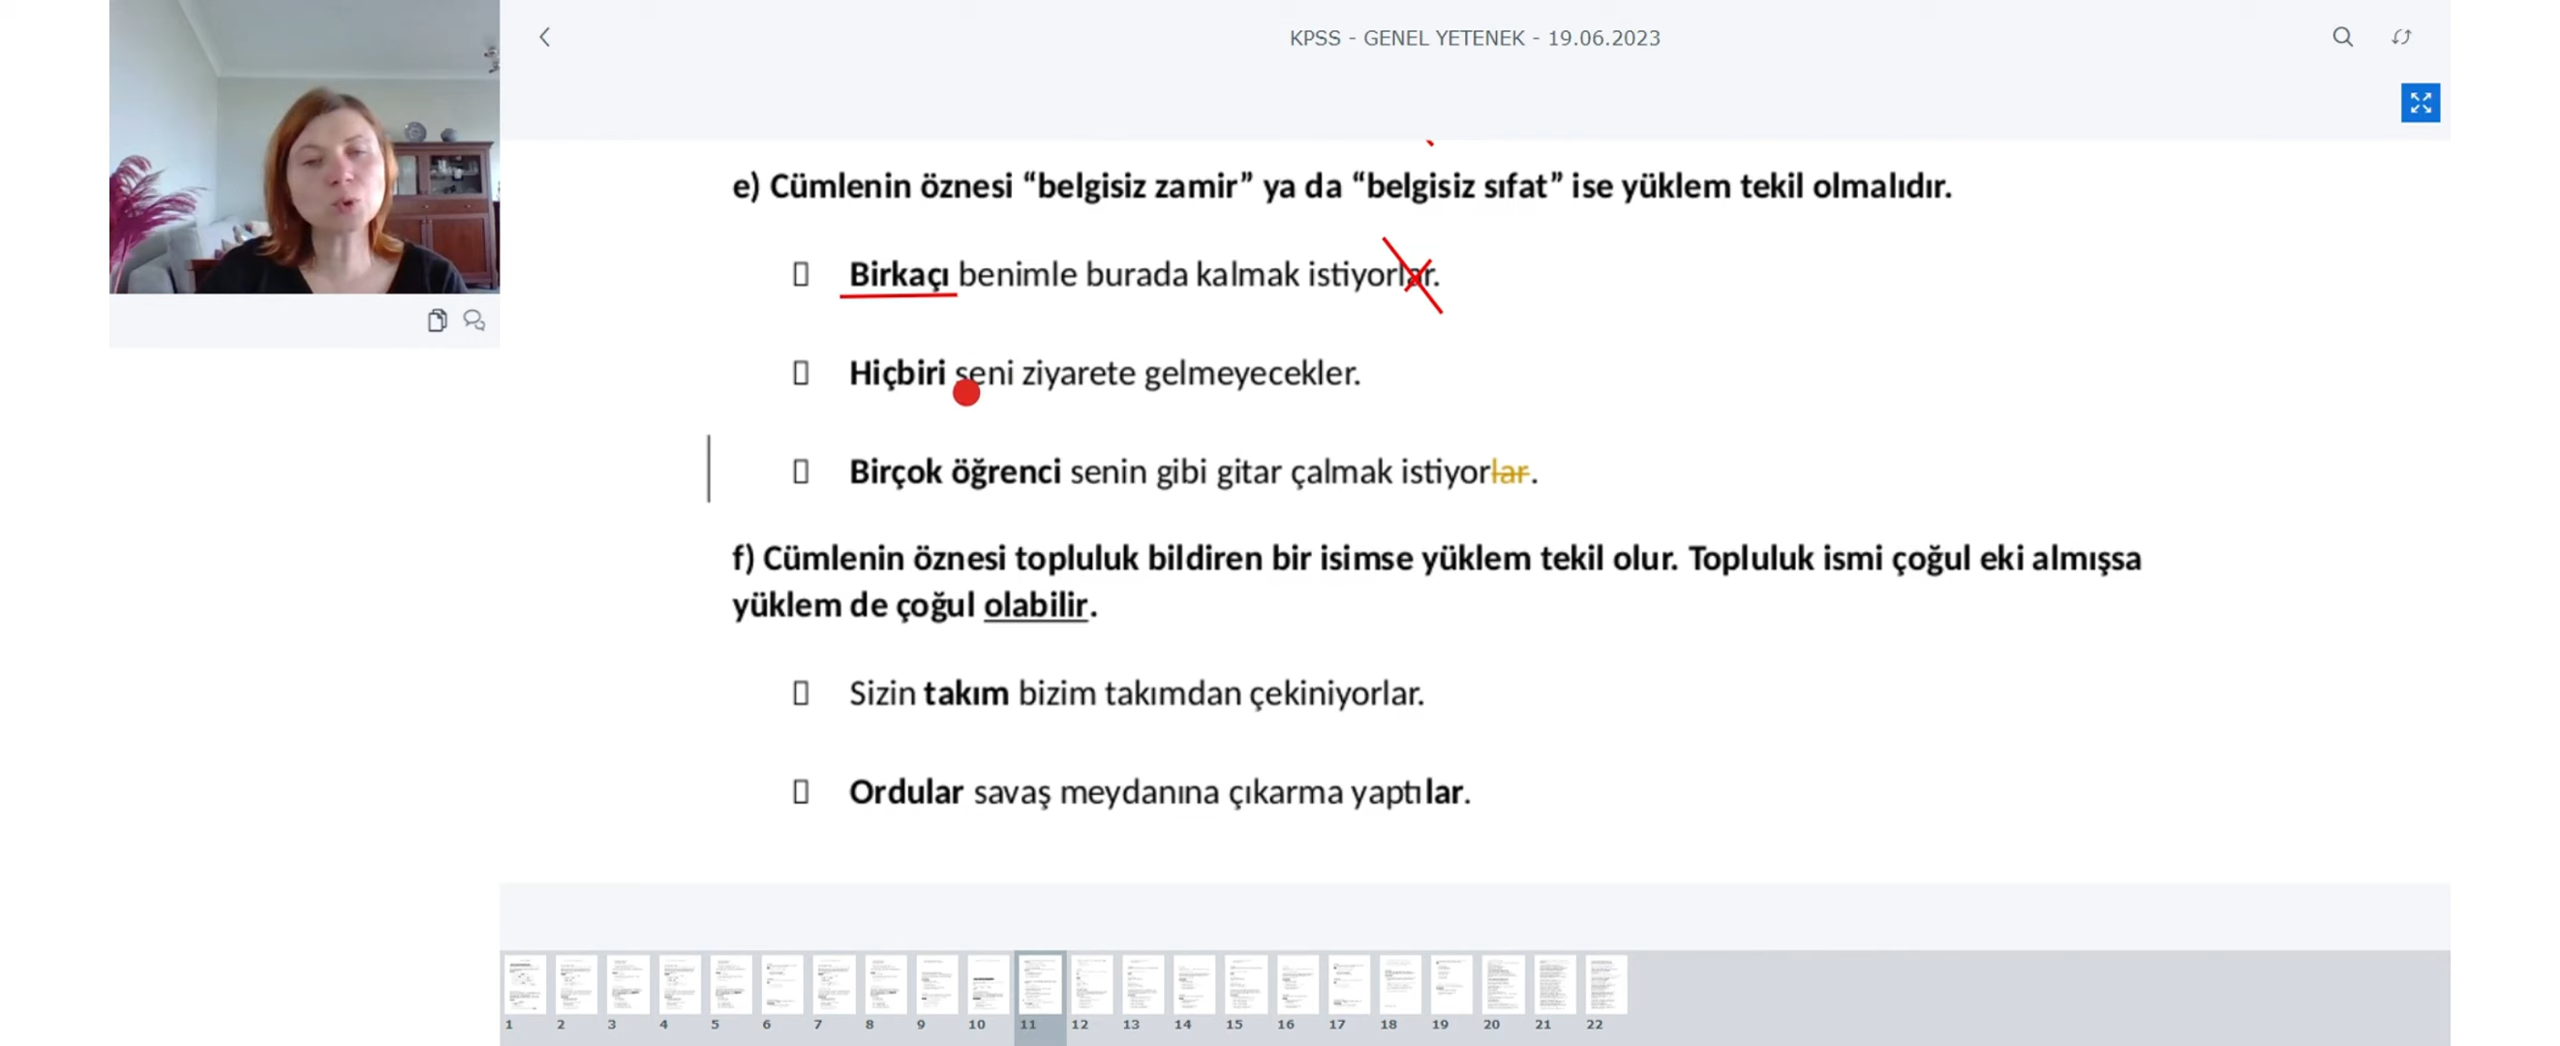 KPSS - GENEL YETENEK - 19.06.2023
e) Cümlenin öznesi “belgisiz zamir” ya da “belgisiz sıfat” ise yüklem tekil olmalıdır.
Birkaçı benimle burada kalmak istiyorlar.
Hiçbiri seni ziyarete gelmeyecekler.
Birçok öğrenci senin gibi gitar çalmak istiyorlar.
f) Cümlenin öznesi topluluk bildiren bir isimse yüklem tekil olur. Topluluk ismi çoğul eki almışsa
yüklem de çoğul olabilir.
Sizin takım bizim takımdan çekiniyorlar.
Ordular savaş meydanına çıkarma yaptılar.
1 2 3 4 5 6 7 8 9 10 11 12 13 14 15 16 17 18 19 20 21 22